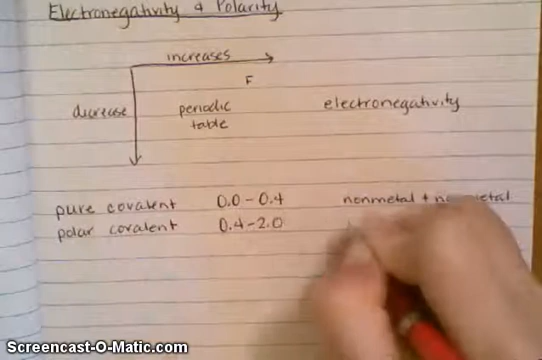 Electronegativity & Polarity
increases
F
decrease
periodic
table
electronegativity
pure covalent 0.0-0.4 nonmetal +
polar covalent 0.4-2.0
Screencast-O-Matic.com